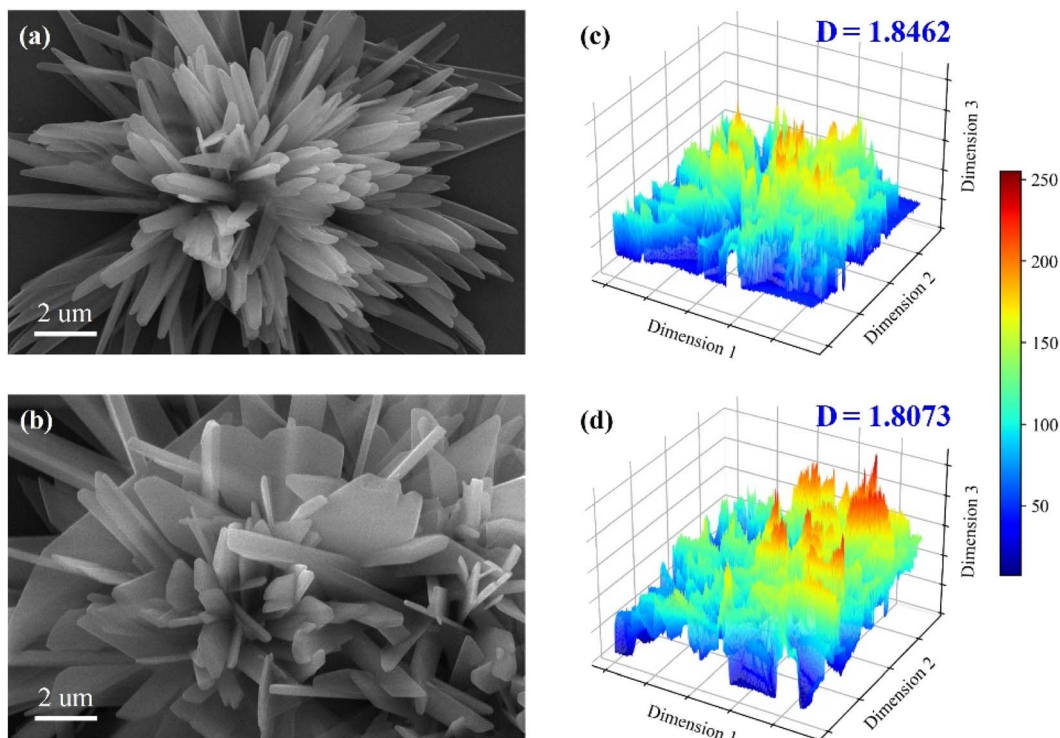 (a)
2 um
(b)
2 um
(c)
D = 1.8462
Dimension 3
Dimension 2
Dimension 1
(d)
D = 1.8073
Dimension 3
Dimension 2
Dimension 1
250
200
150
100
50